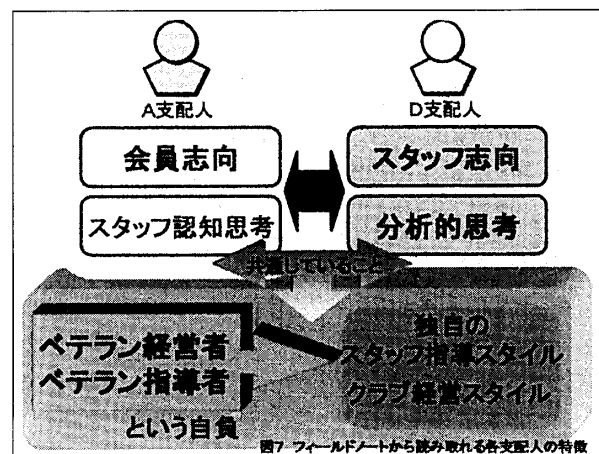 A支配人
D支配人
会員志向
スタッフ志向
スタッフ認知思考
分析的思考
共通していること
ベテラン経営者
ベテラン指導者
という自負
独自の
スタッフ指導スタイル
クラブ経営スタイル
図7 フィールドノートから読み取れる各支配人の特徴